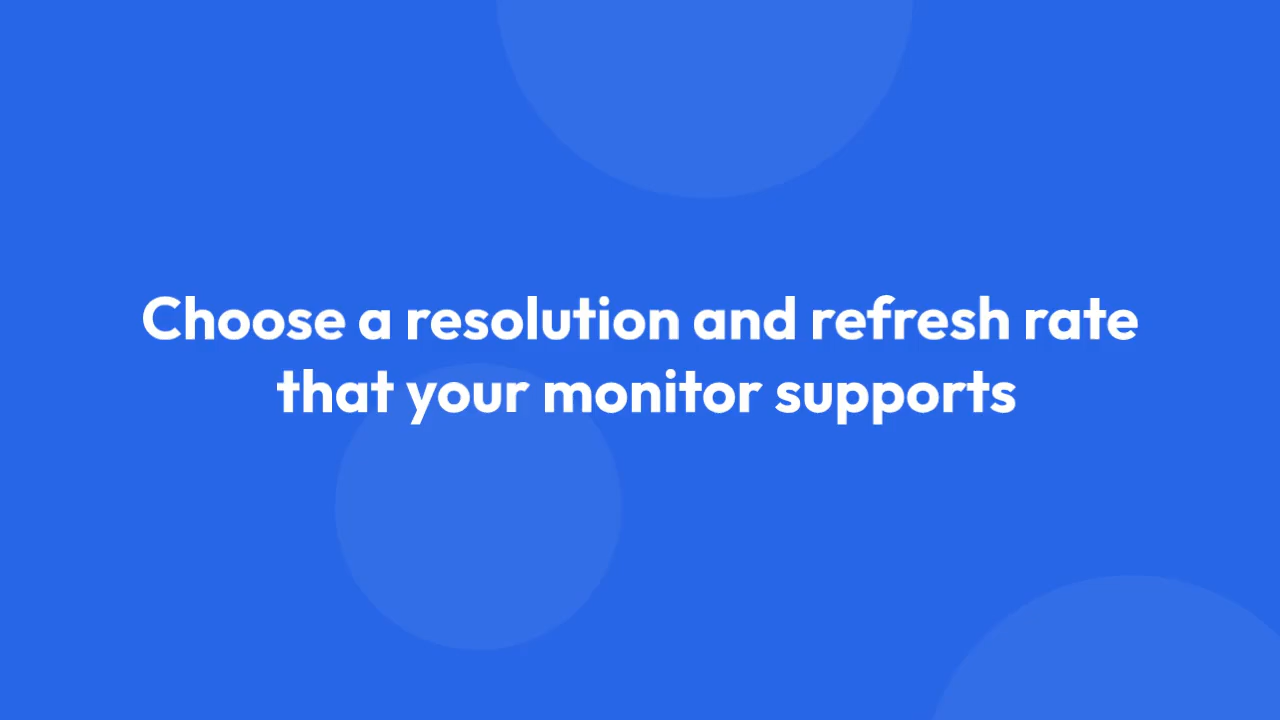 Choose a resolution and refresh rate
that your monitor supports